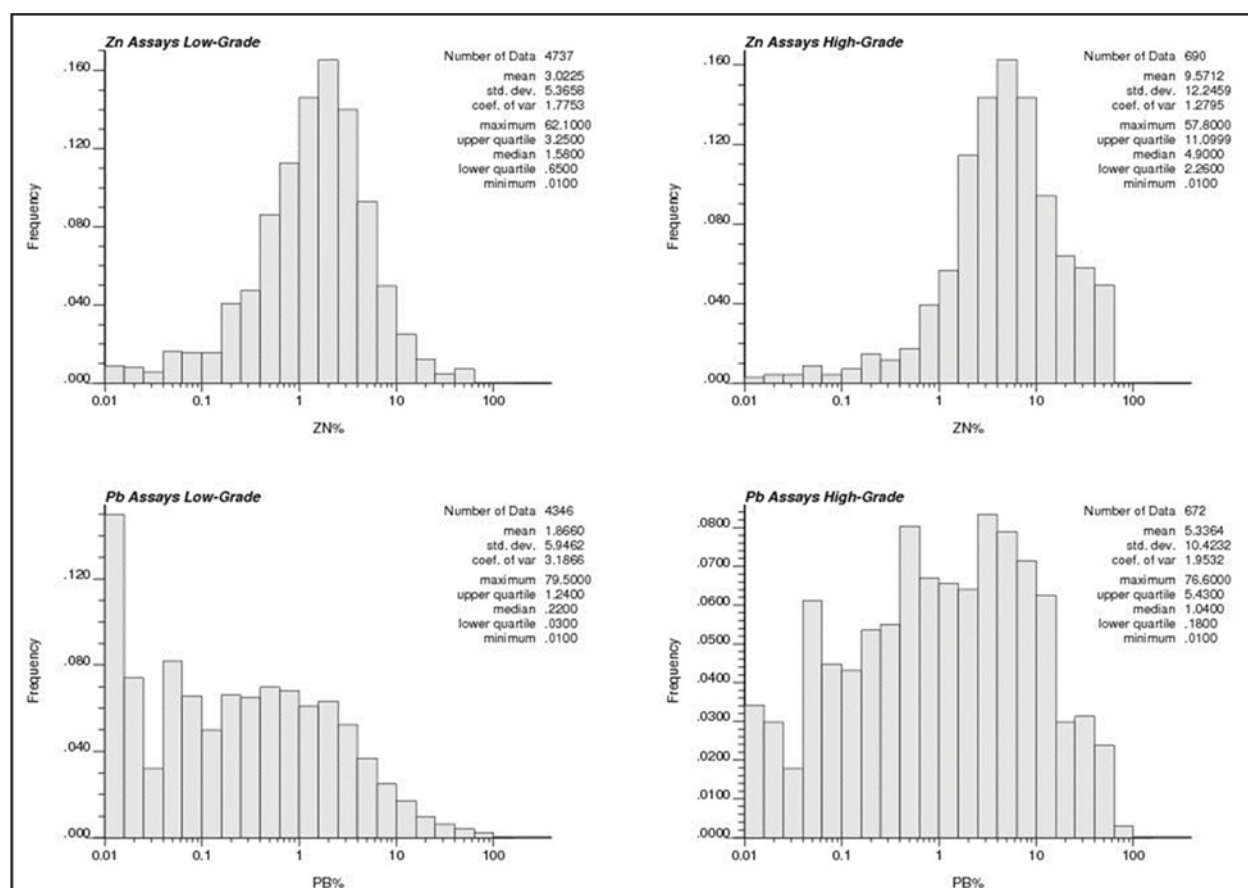 Zn Assays Low-Grade
Number of Data 4737
mean 3.0225
std. dev. 5.3658
coef. of var 1.7753
maximum 62.1000
upper quartile 3.2500
median 1.5800
lower quartile .6500
minimum .0100
.160
.120
.080
.040
.000
Frequency
0.01 0.1 1 10 100
ZN%
Zn Assays High-Grade
Number of Data 690
mean 9.5712
std. dev. 12.2459
coef. of var 1.2795
maximum 57.8000
upper quartile 11.0999
median 4.9000
lower quartile 2.2600
minimum .0100
.160
.120
.080
.040
.000
Frequency
0.01 0.1 1 10 100
ZN%
Pb Assays Low-Grade
Number of Data 4346
mean 1.8660
std. dev. 5.9462
coef. of var 3.1866
maximum 79.5000
upper quartile 1.2400
median .2200
lower quartile .0300
minimum .0100
.120
.080
.040
.000
Frequency
0.01 0.1 1 10 100
PB%
Pb Assays High-Grade
Number of Data 672
mean 5.3364
std. dev. 10.4232
coef. of var 1.9532
maximum 76.6000
upper quartile 5.4300
median 1.0400
lower quartile .1800
minimum .0100
.0800
.0700
.0600
.0500
.0400
.0300
.0200
.0100
.0000
Frequency
0.01 0.1 1 10 100
PB%